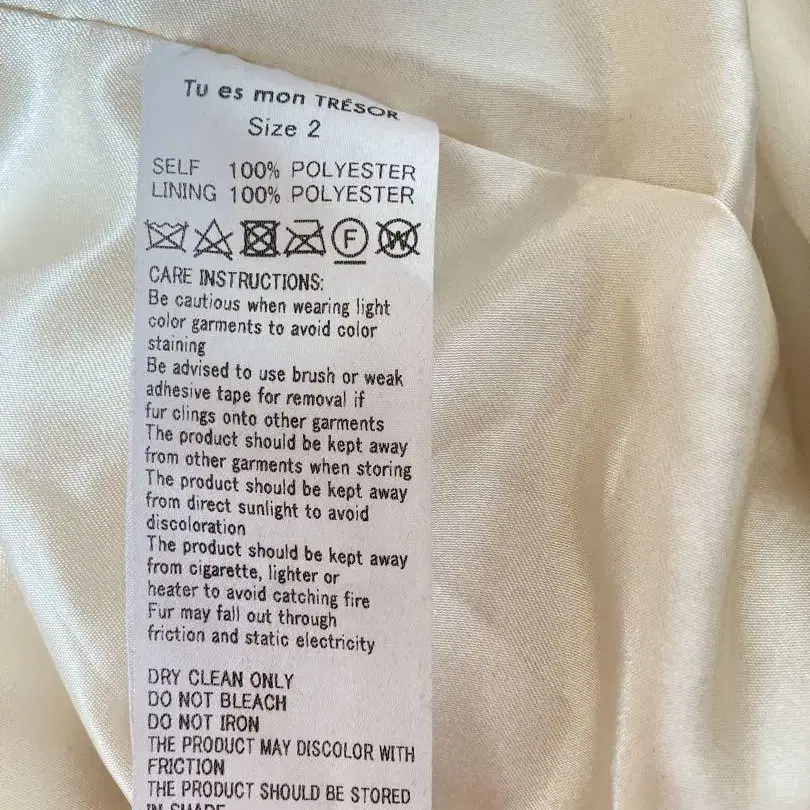 Tu es mon TRÉSOR
Size 2
SELF 100% POLYESTER
LINING 100% POLYESTER
F W
CARE INSTRUCTIONS:
Be cautious when wearing light
color garments to avoid color
staining
Be advised to use brush or weak
adhesive tape for removal if
fur clings onto other garments
The product should be kept away
from other garments when storing
The product should be kept away
from direct sunlight to avoid
discoloration
The product should be kept away
from cigarette, lighter or
heater to avoid catching fire
Fur may fall out through
friction and static electricity
DRY CLEAN ONLY
DO NOT BLEACH
DO NOT IRON
THE PRODUCT MAY DISCOLOR WITH
FRICTION
THE PRODUCT SHOULD BE STORED
IN SHADE